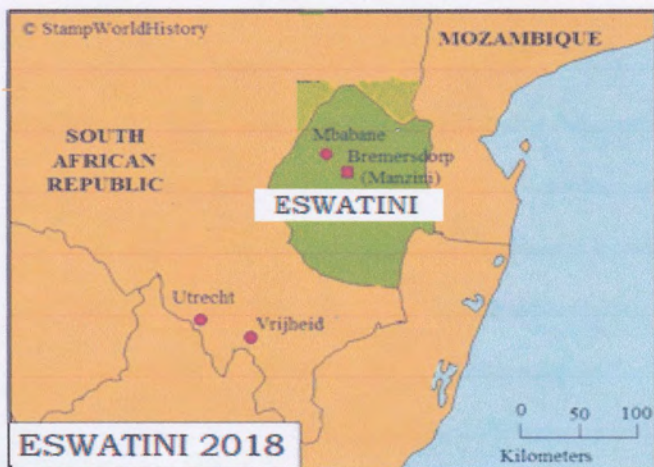 © StampWorldHistory
MOZAMBIQUE
SOUTH
AFRICAN
REPUBLIC
Mbabane
Bremersdorp
(Manzini)
ESWATINI
Utrecht
Vrijheid
ESWATINI 2018
0 50 100
Kilometers